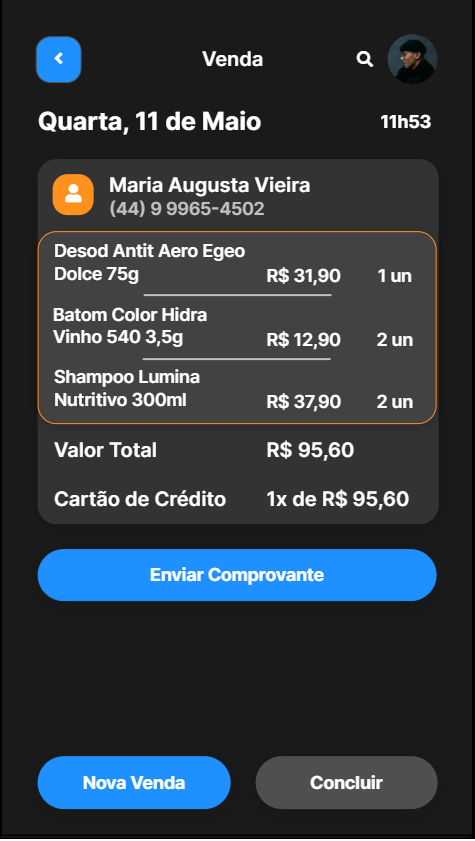 Venda
Quarta, 11 de Maio 11h53
Maria Augusta Vieira
(44) 9 9965-4502
Desod Antit Aero Egeo
Dolce 75g R$ 31,90 1 un
Batom Color Hidra
Vinho 540 3,5g R$ 12,90 2 un
Shampoo Lumina
Nutritivo 300ml R$ 37,90 2 un
Valor Total R$ 95,60
Cartão de Crédito 1x de R$ 95,60
Enviar Comprovante
Nova Venda Concluir